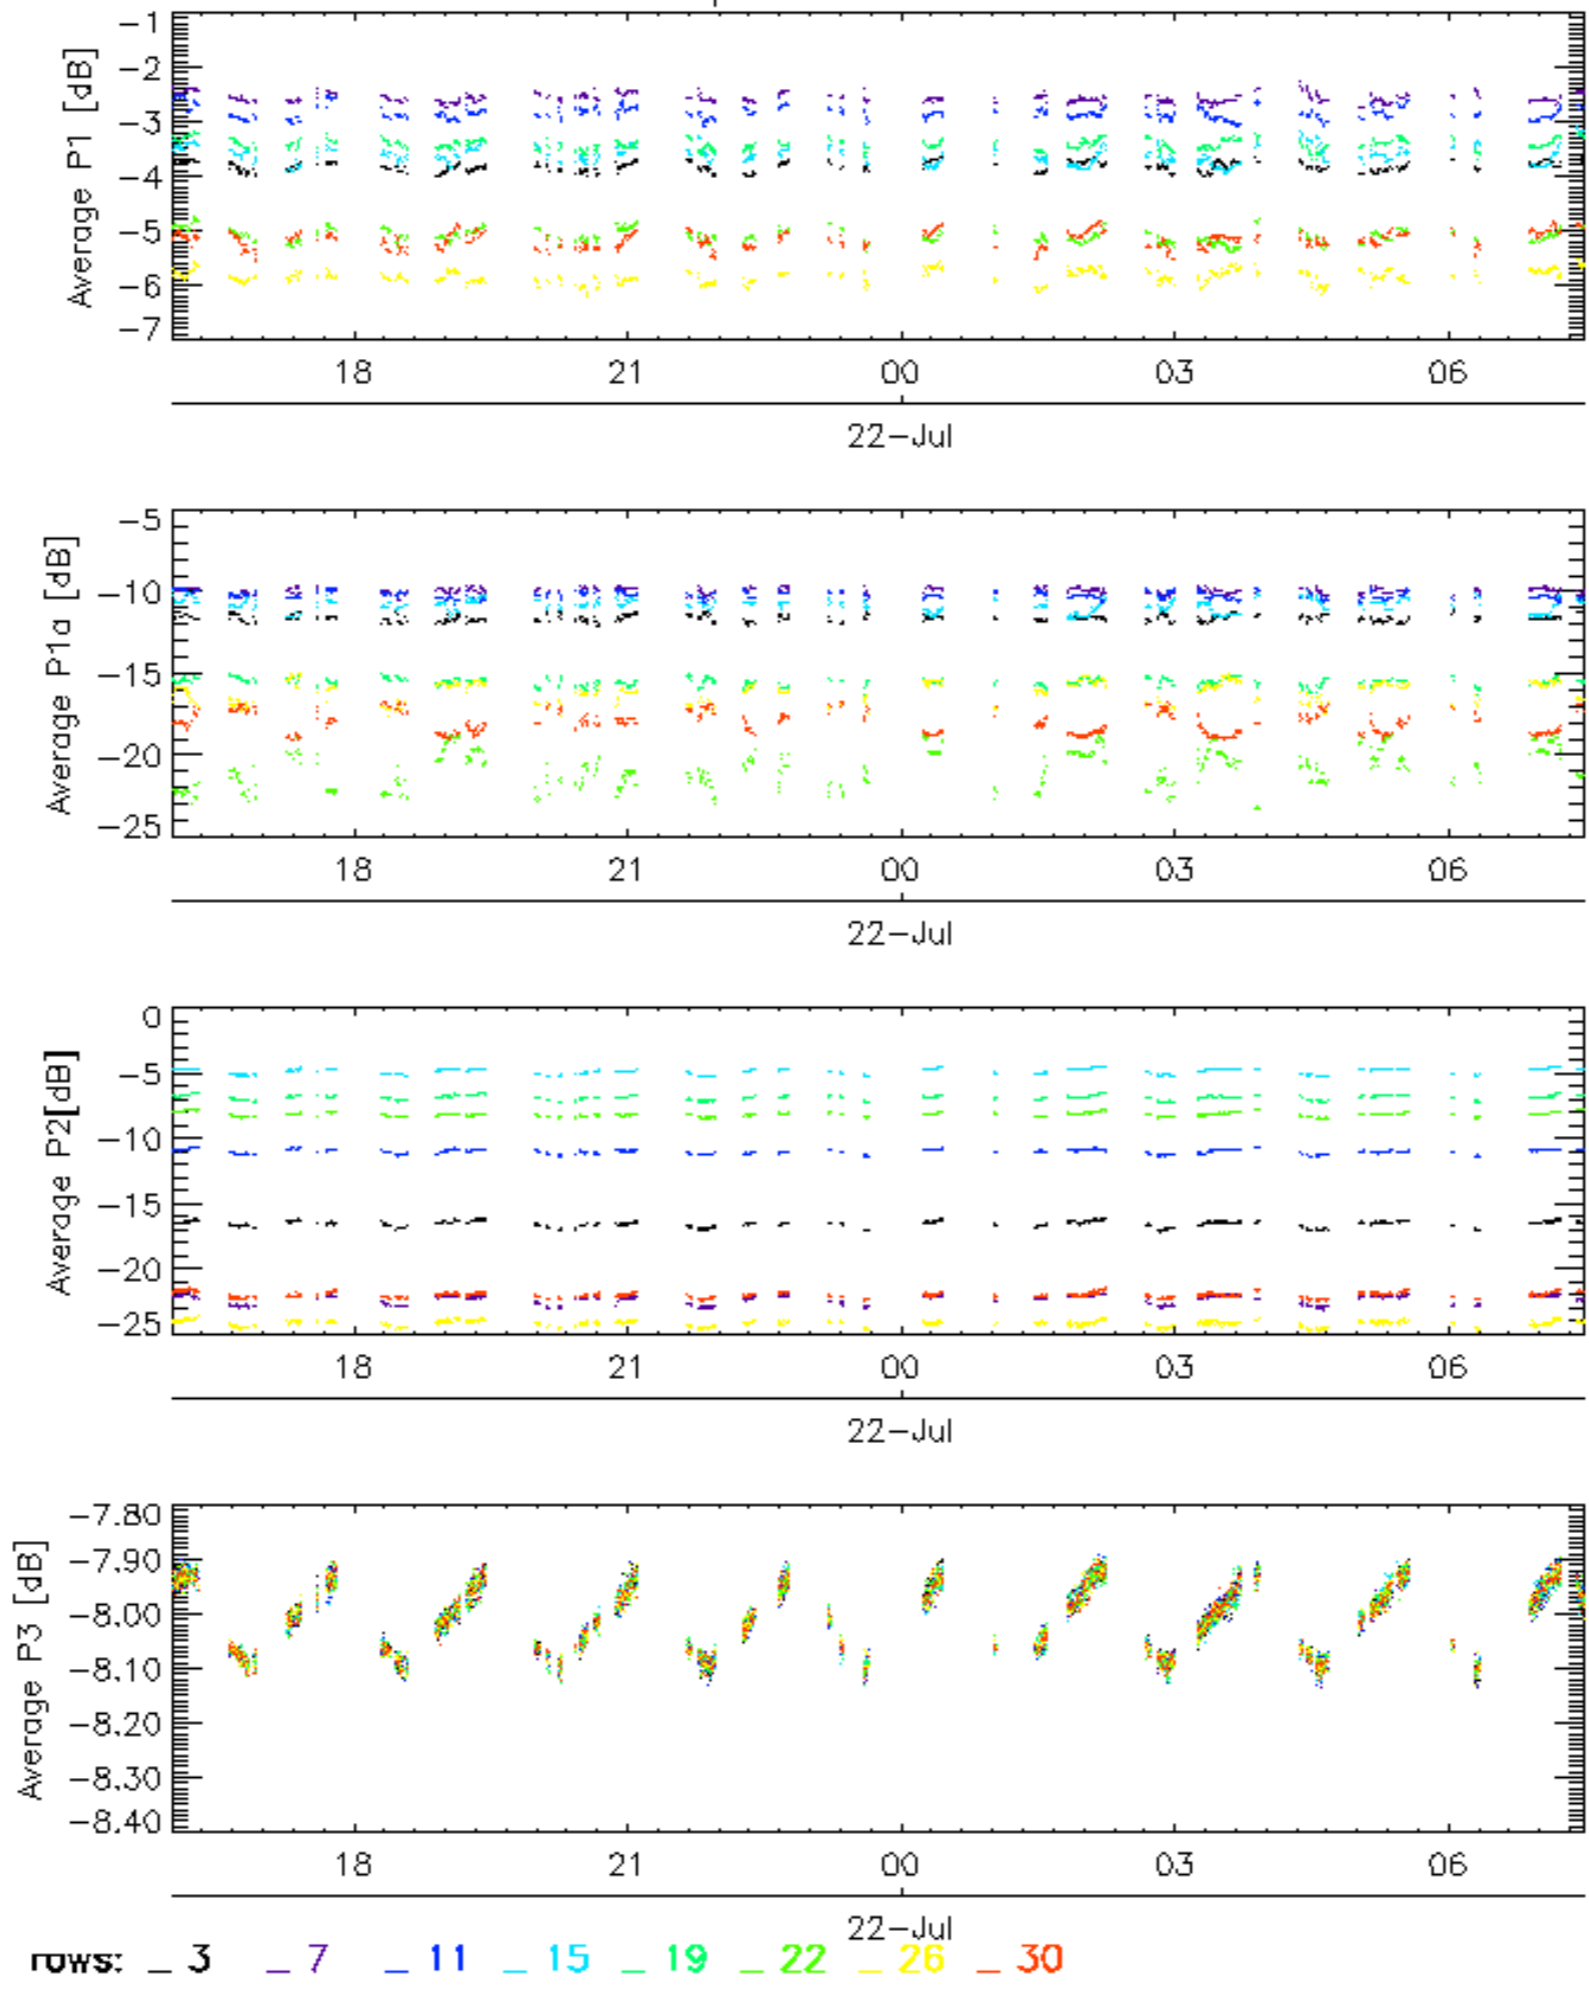 Average P1 [dB]
-1
-2
-3
-4
-5
-6
-7
18 21 00 03 06
22-Jul
Average P1a [dB]
-5
-10
-15
-20
-25
18 21 00 03 06
22-Jul
Average P2[dB]
0
-5
-10
-15
-20
-25
18 21 00 03 06
22-Jul
Average P3 [dB]
-7.80
-7.90
-8.00
-8.10
-8.20
-8.30
-8.40
18 21 00 03 06
22-Jul
rows: _ 3 _ 7 _ 11 _ 15 _ 19 _ 22 _ 26 _ 30